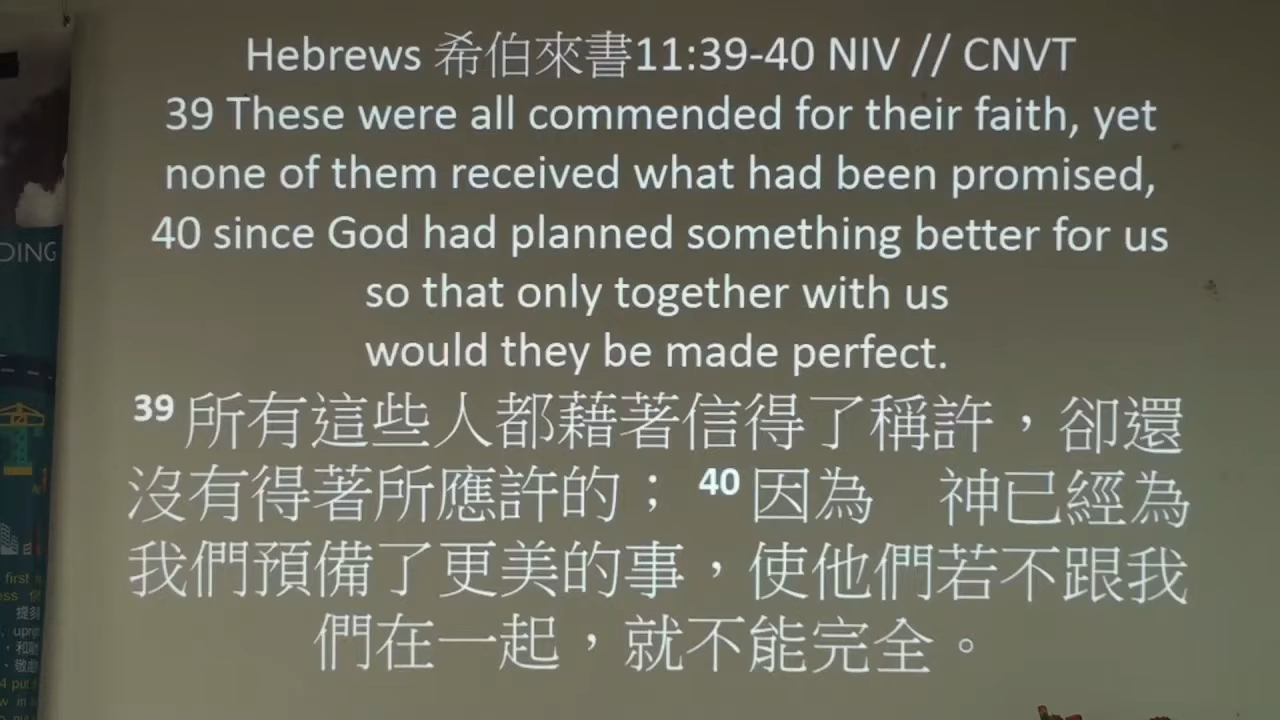 Hebrews 希伯來書11:39-40 NIV // CNVT
39 These were all commended for their faith, yet
none of them received what had been promised,
40 since God had planned something better for us
so that only together with us
would they be made perfect.
39 所有這些人都藉著信得了稱許，卻還
沒有得著所應許的； 40 因為　神已經為
我們預備了更美的事，使他們若不跟我
們在一起，就不能完全。
DING
first